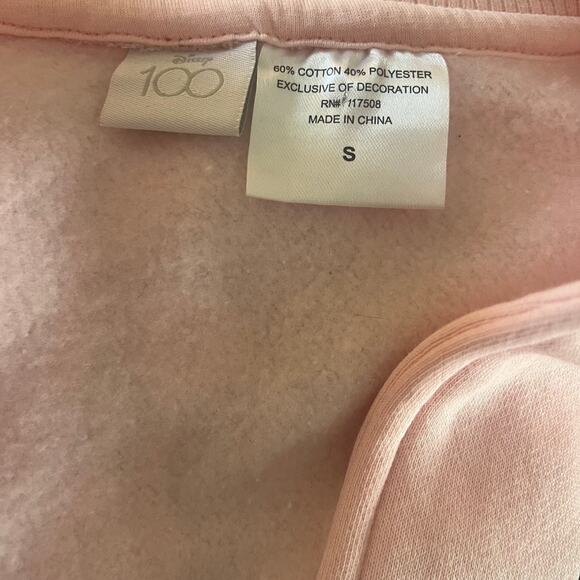 Disney
100
60% COTTON 40% POLYESTER
EXCLUSIVE OF DECORATION
RN# 117508
MADE IN CHINA
S